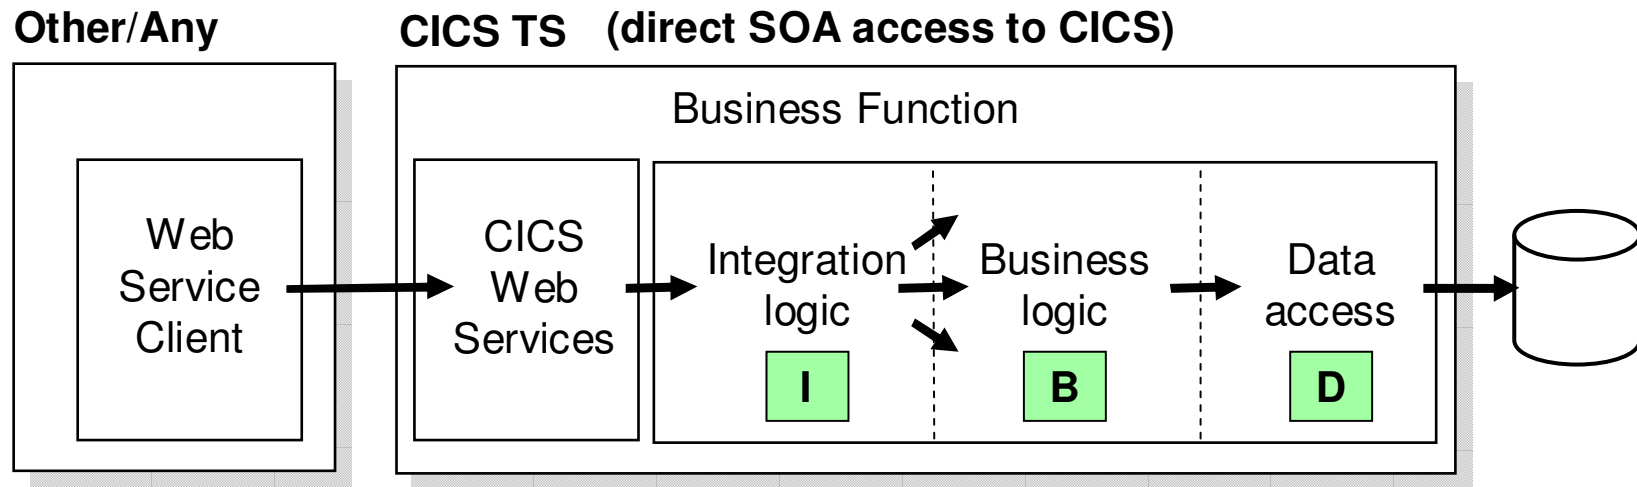 Other/Any
CICS TS (direct SOA access to CICS)
Business Function
Web
Service
Client
CICS
Web
Services
Integration
logic
I
Business
logic
B
Data
access
D